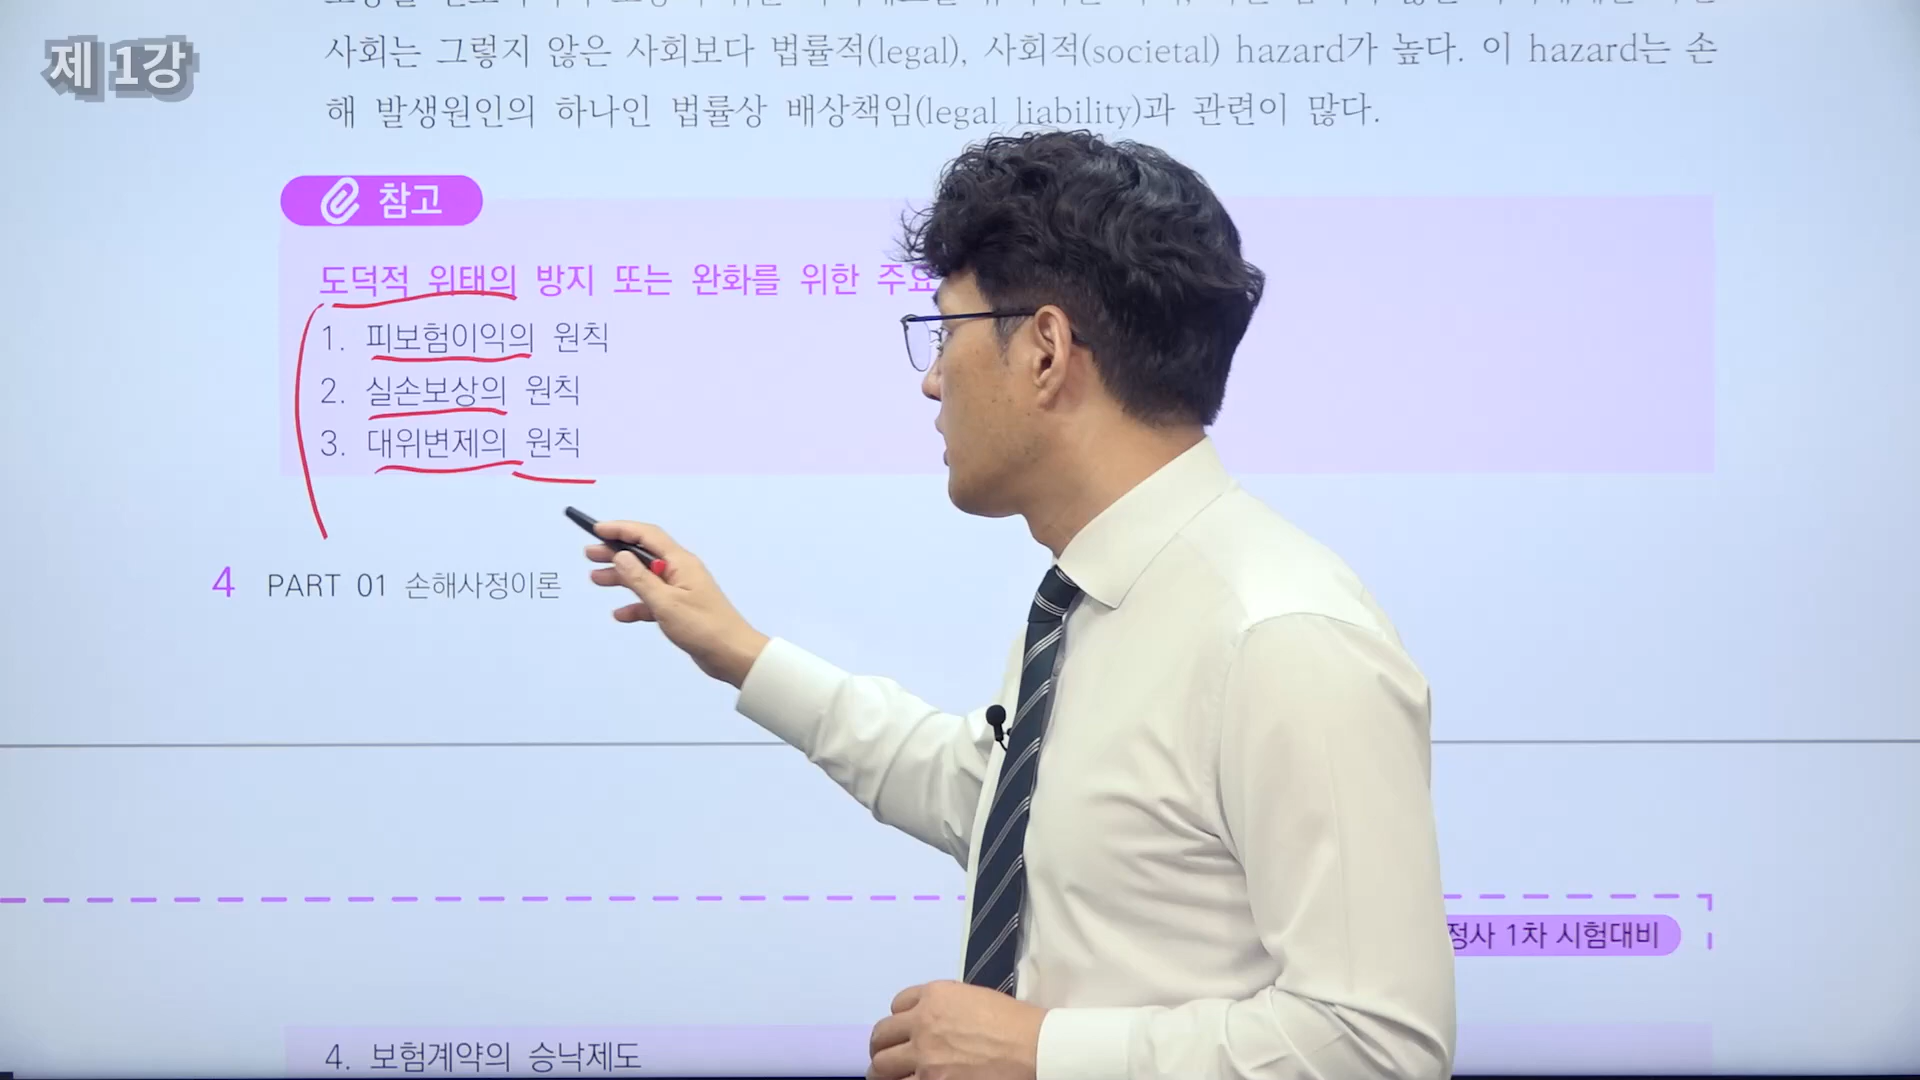 제 1강
사회는 그렇지 않은 사회보다 법률적(legal), 사회적(societal) hazard가 높다. 이 hazard는 손
해 발생원인의 하나인 법률상 배상책임(legal liability)과 관련이 많다.
참고
도덕적 위태의 방지 또는 완화를 위한 주요
1. 피보험이익의 원칙
2. 실손보상의 원칙
3. 대위변제의 원칙
4 PART 01 손해사정이론
정사 1차 시험대비
4. 보험계약의 승낙제도